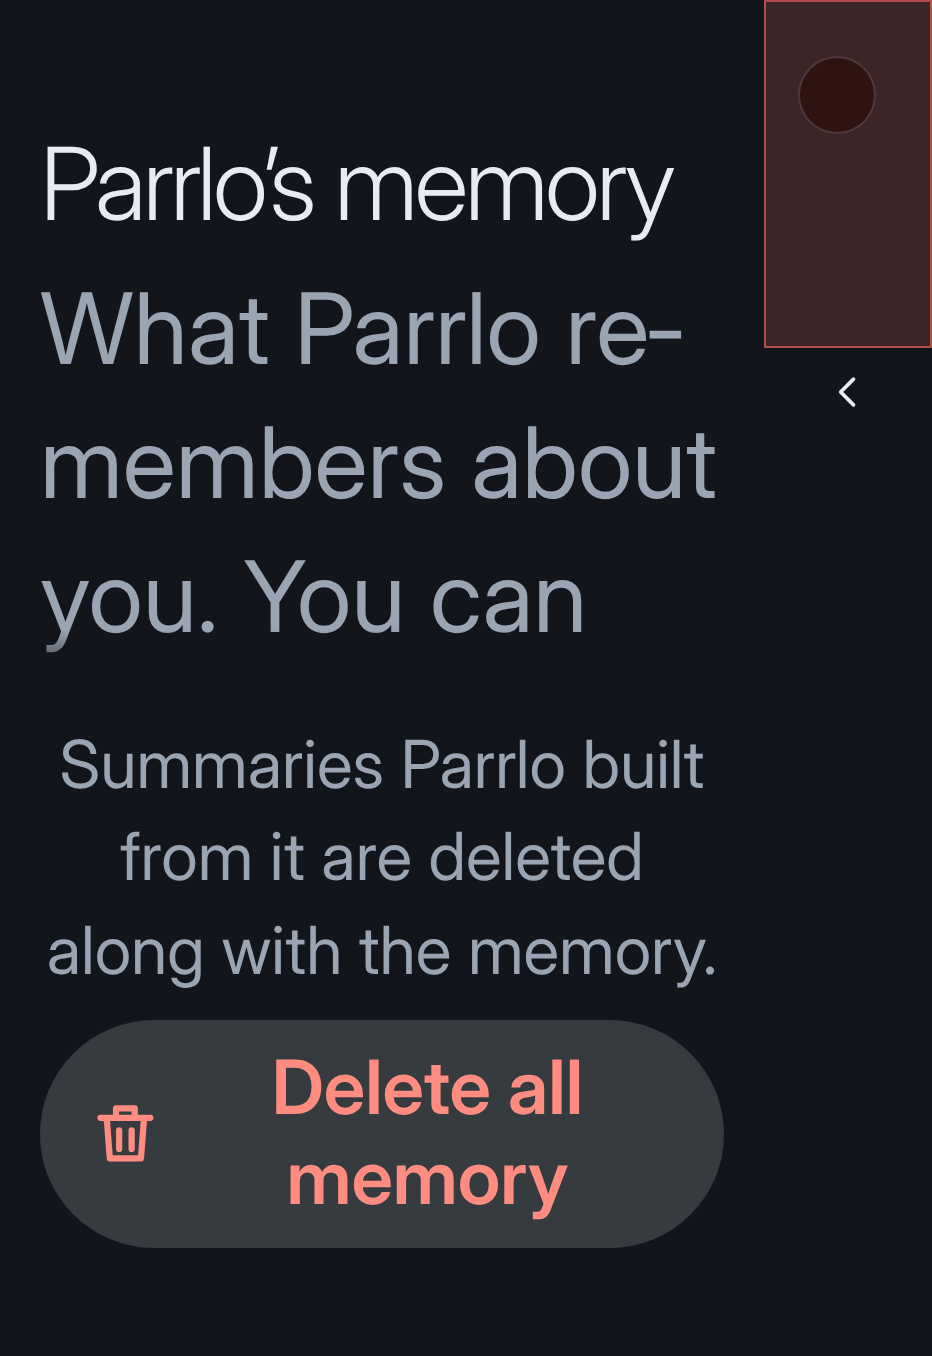 Parrlo’s memory
What Parrlo re-
members about
you. You can
Summaries Parrlo built
from it are deleted
along with the memory.
Delete all
memory